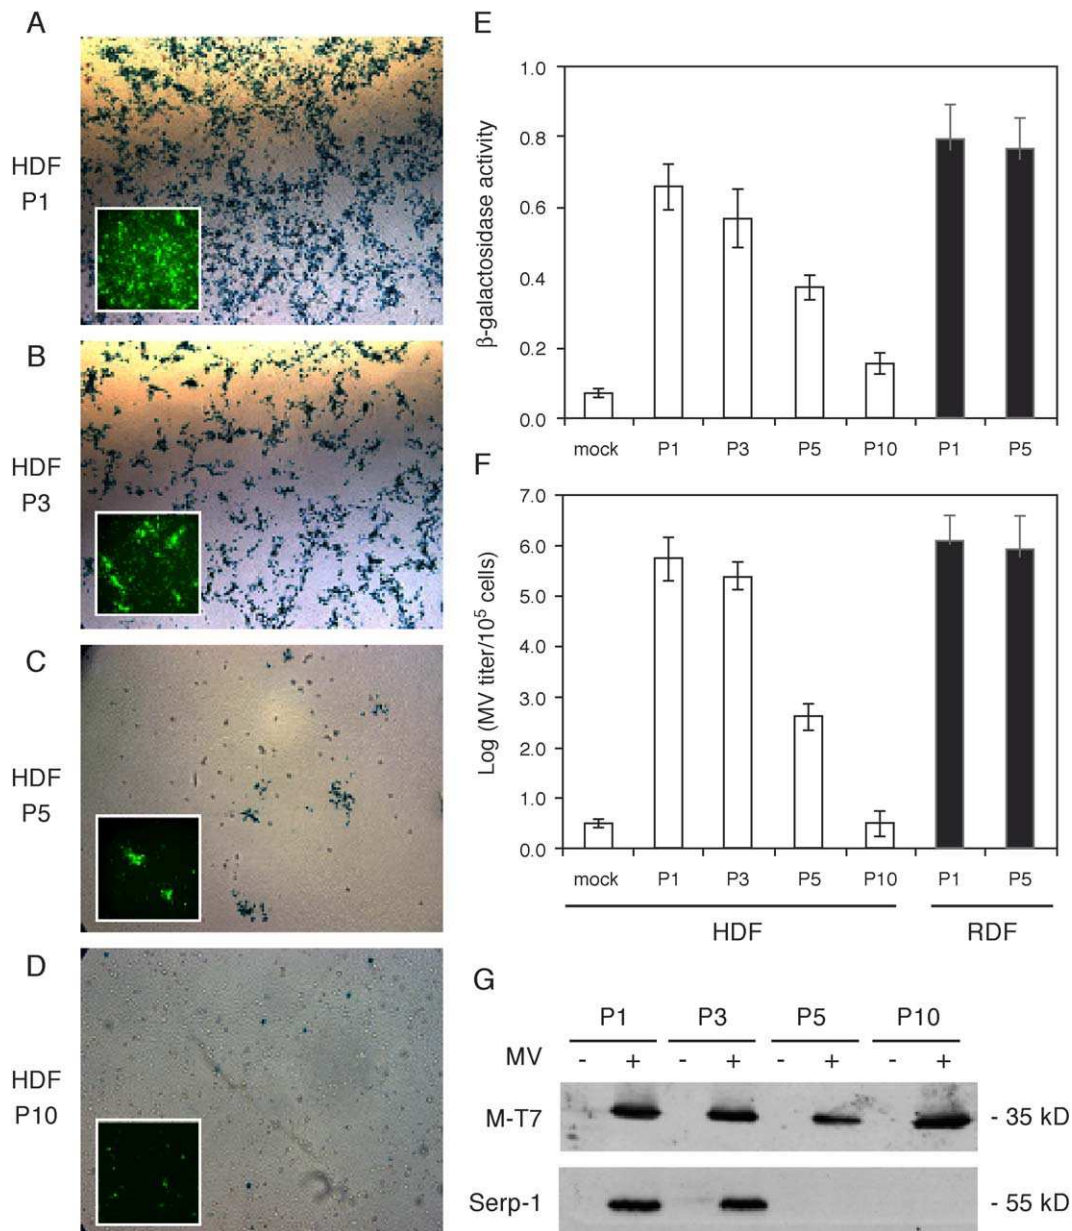 A
HDF
P1
B
HDF
P3
C
HDF
P5
D
HDF
P10
E
β-galactosidase activity
1.0
0.8
0.6
0.4
0.2
0.0
mock P1 P3 P5 P10 P1 P5
F
Log (MV titer/10⁵ cells)
7.0
6.0
5.0
4.0
3.0
2.0
1.0
0.0
mock P1 P3 P5 P10 P1 P5
HDF RDF
G
P1 P3 P5 P10
MV - + - + - + - +
M-T7 - 35 kD
Serp-1 - 55 kD